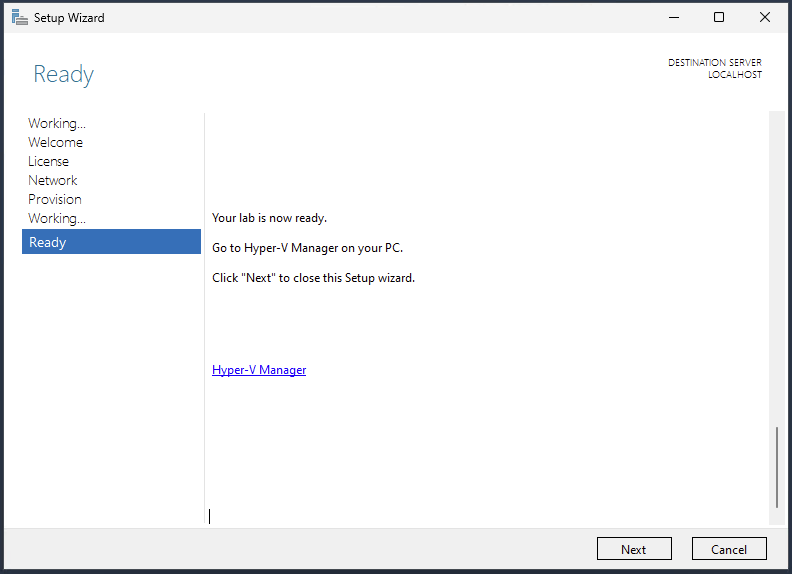 Setup Wizard
Ready
DESTINATION SERVER
LOCALHOST
Working...
Welcome
License
Network
Provision
Working...
Ready
Your lab is now ready.
Go to Hyper-V Manager on your PC.
Click "Next" to close this Setup wizard.
Hyper-V Manager
Next
Cancel